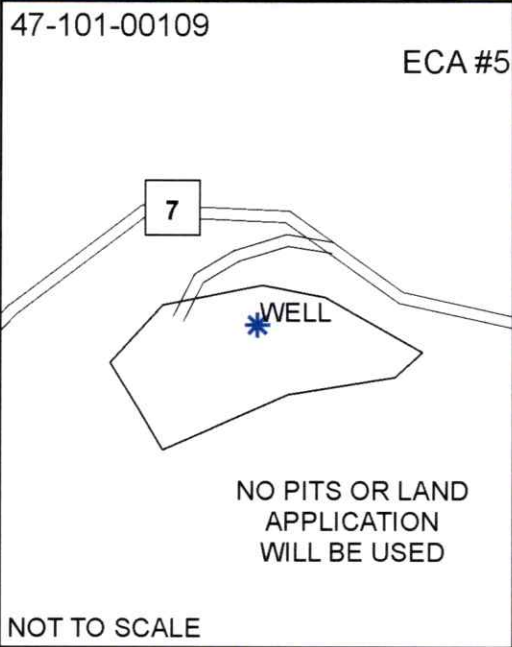 47-101-00109
ECA #5
7
WELL
NO PITS OR LAND
APPLICATION
WILL BE USED
NOT TO SCALE